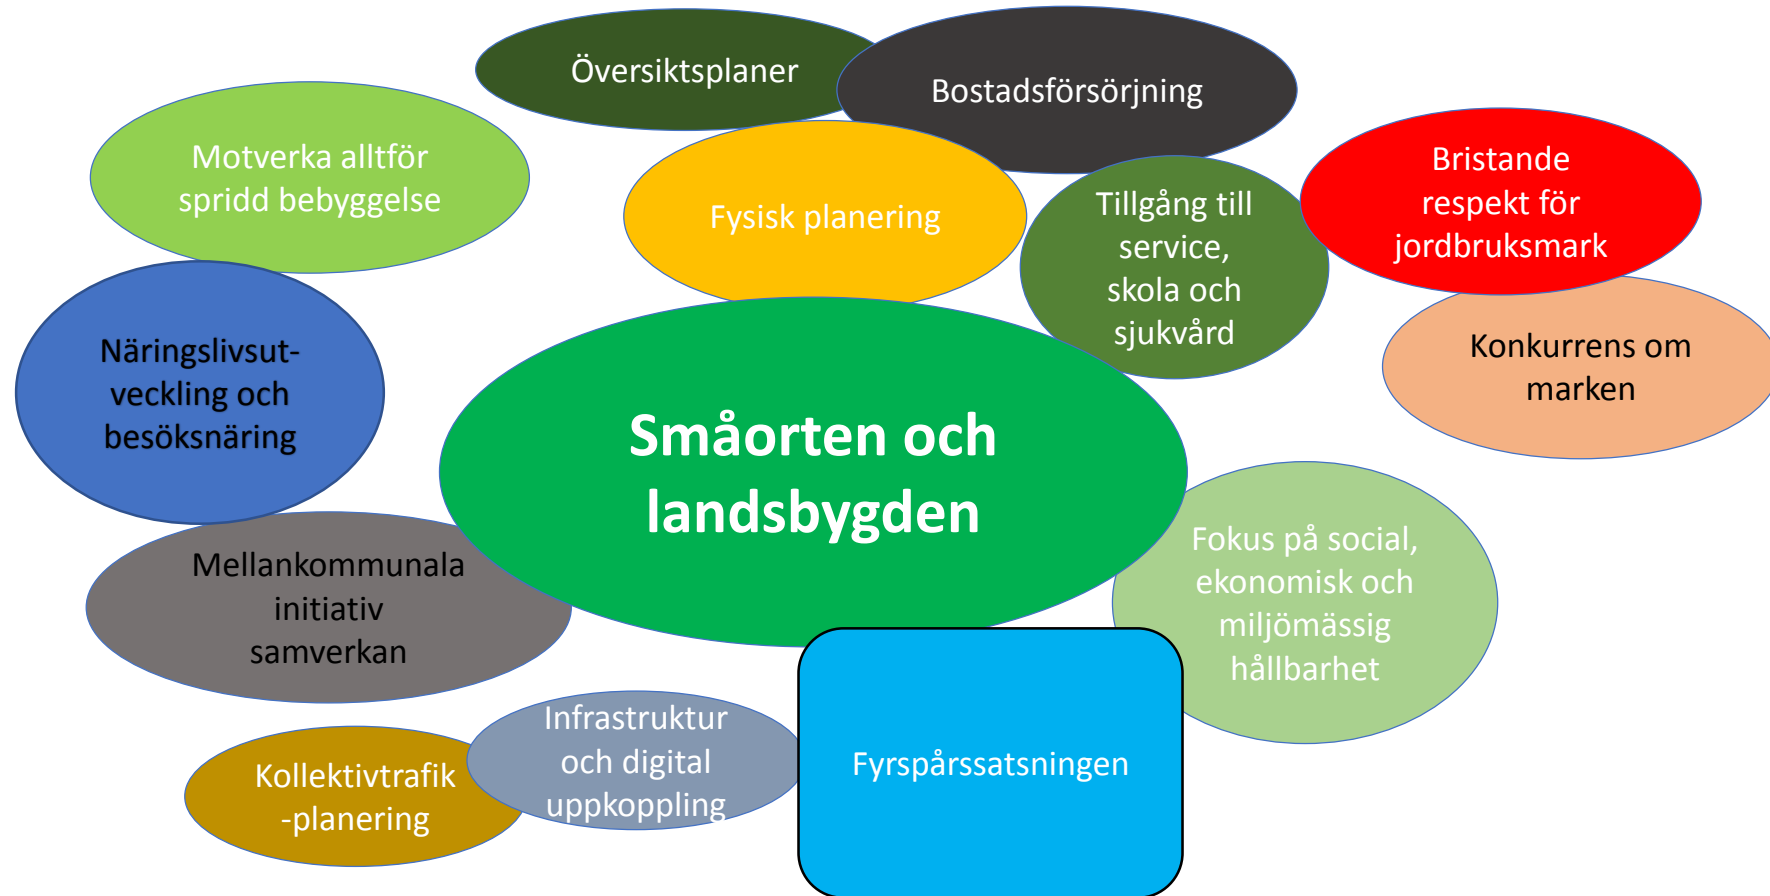 Översiktsplaner
Bostadsförsörjning
Motverka alltför
spridd bebyggelse
Fysisk planering
Tillgång till
service,
skola och
sjukvård
Bristande
respekt för
jordbruksmark
Konkurrens om
marken
Näringslivsut-
veckling och
besöksnäring
Småorten och
landsbygden
Mellankommunala
initiativ
samverkan
Fokus på social,
ekonomisk och
miljömässig
hållbarhet
Kollektivtrafik
-planering
Infrastruktur
och digital
uppkoppling
Fyrspårssatsningen